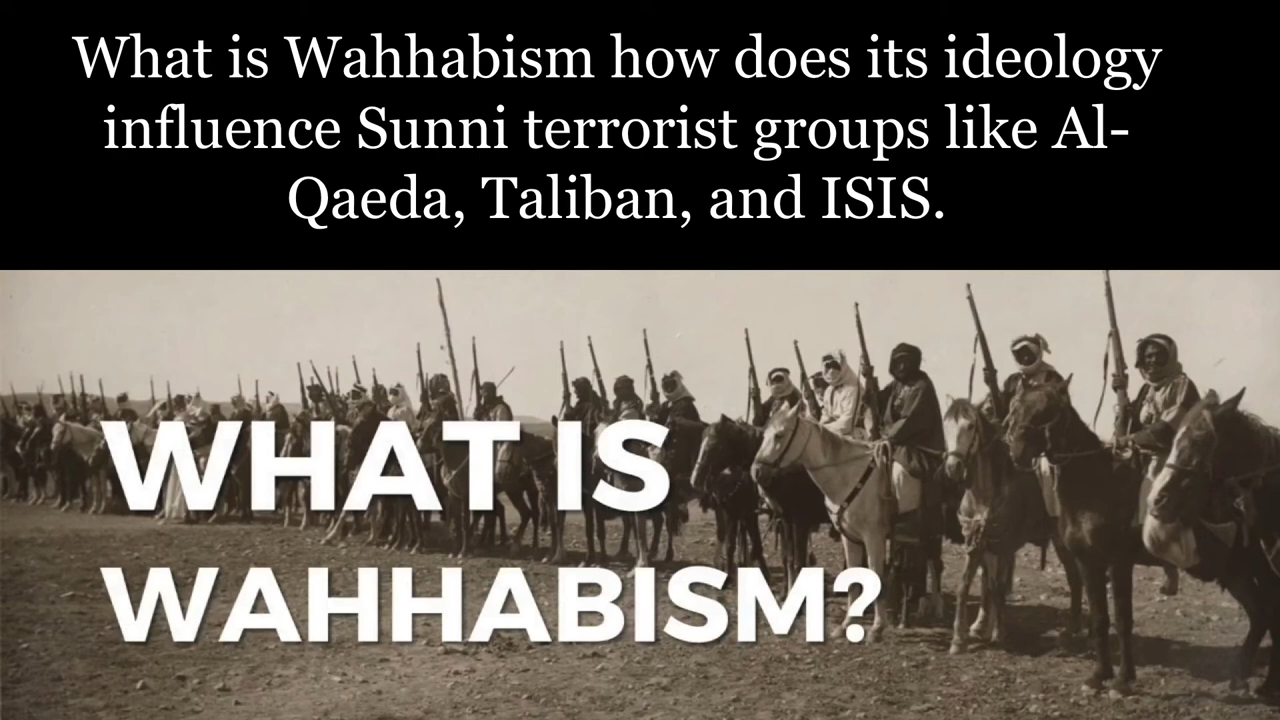 What is Wahhabism how does its ideology
influence Sunni terrorist groups like Al-
Qaeda, Taliban, and ISIS.
WHAT IS
WAHHABISM?